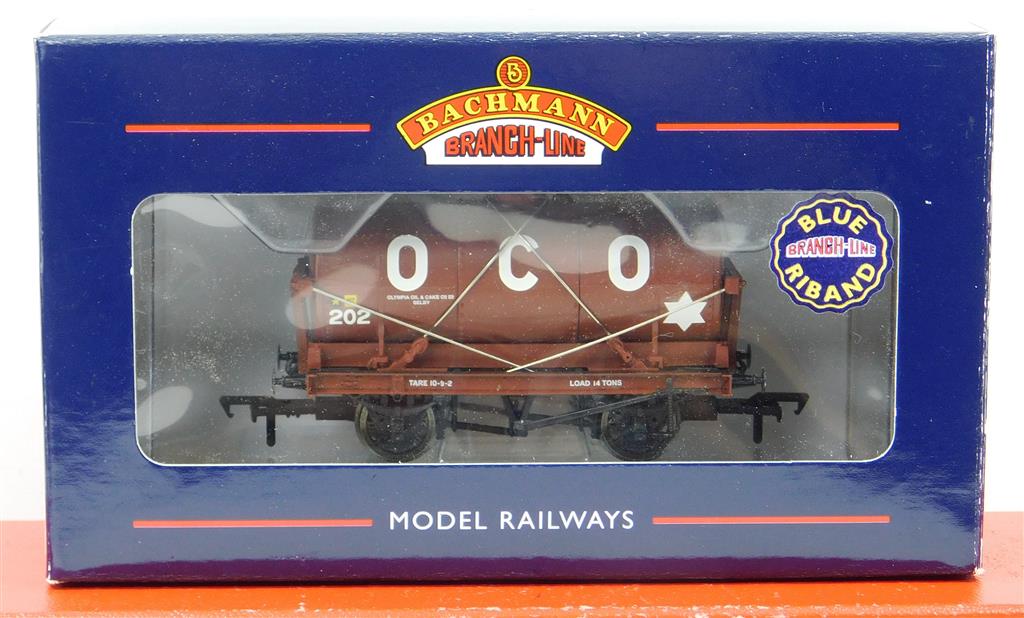 B
BACHMANN
BRANCH-LINE
BLUE
BRANCH-LINE
RIBAND
O C O
OLYMPIA OIL & CAKE CO LD
SELBY
202
TARE 10-9-2
LOAD 14 TONS
MODEL RAILWAYS